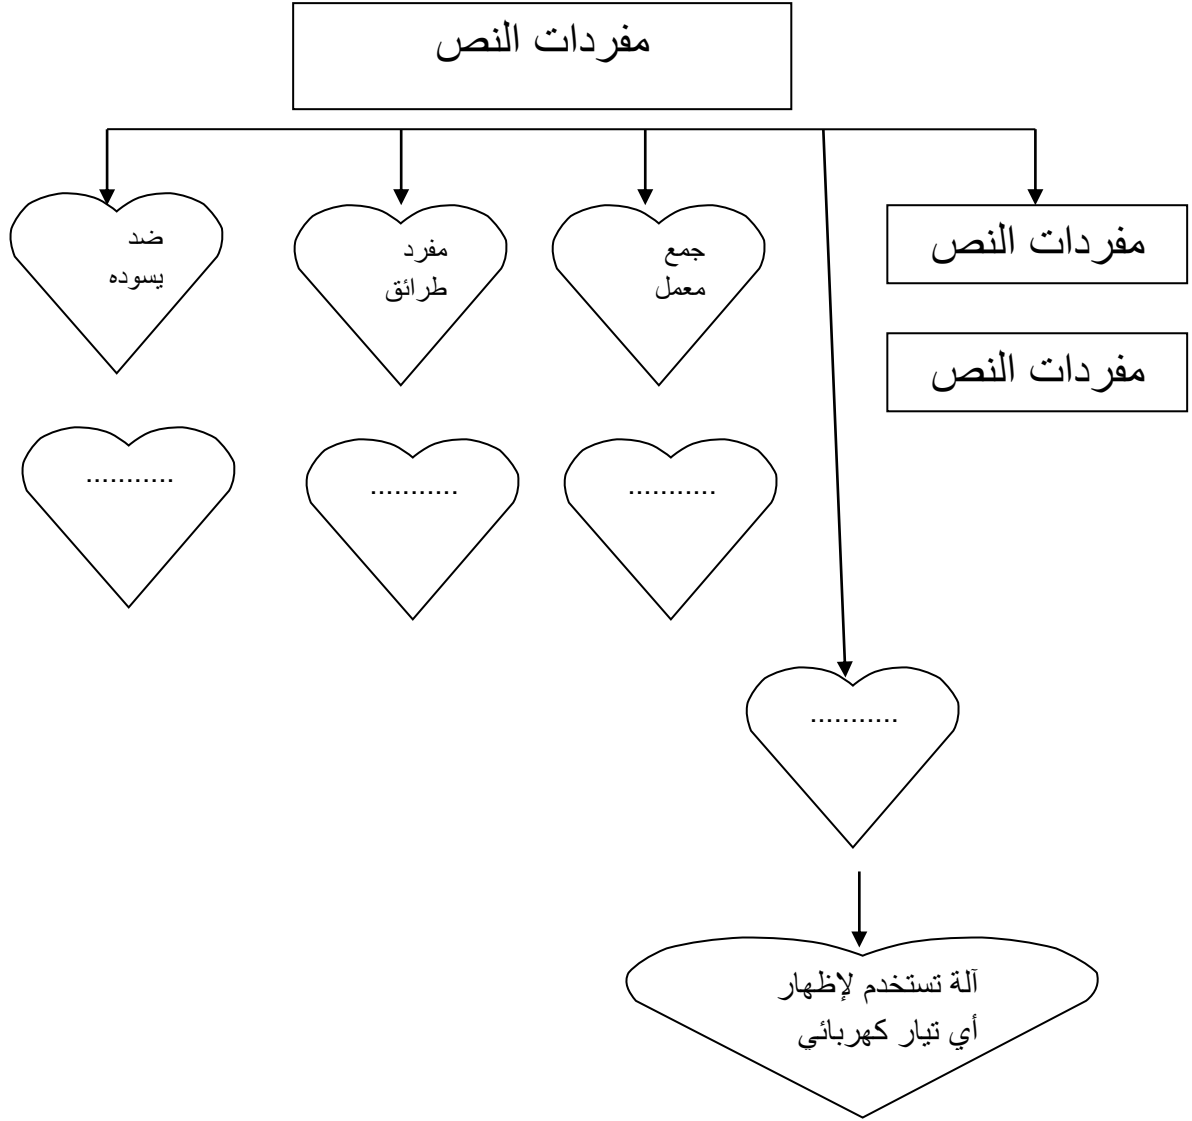 مفردات النص
مفردات النص
مفردات النص
جمع
معمل
مفرد
طرائق
ضد
يسوده
...........
...........
...........
...........
آلة تستخدم لإظهار
أي تيار كهربائي